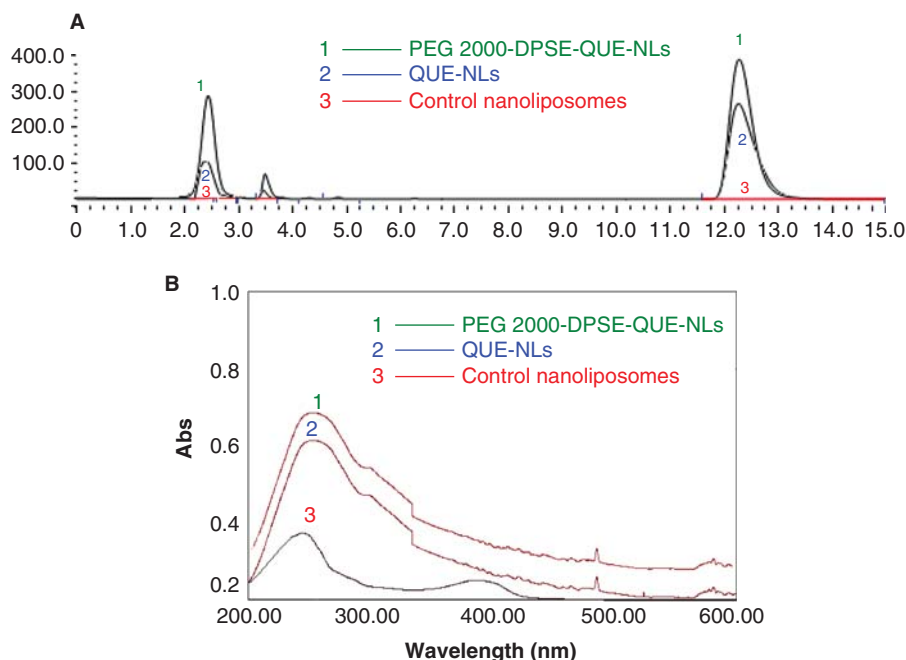 A
400.0
300.0
200.0
100.0
1 PEG 2000-DPSE-QUE-NLs
2 QUE-NLs
3 Control nanoliposomes
1
2
3
1
2
3
0 1.0 2.0 3.0 4.0 5.0 6.0 7.0 8.0 9.0 10.0 11.0 12.0 13.0 14.0 15.0
B
1.0
0.8
0.6
0.4
0.2
Abs
1 PEG 2000-DPSE-QUE-NLs
2 QUE-NLs
3 Control nanoliposomes
1
2
3
200.00 300.00 400.00 500.00 600.00
Wavelength (nm)